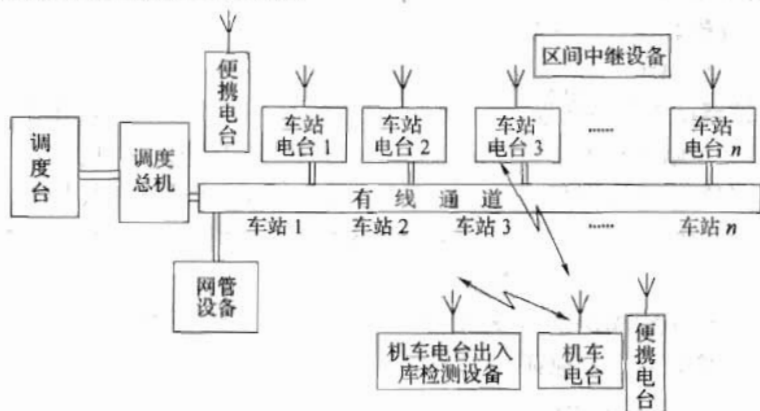 便携电台
区间中继设备
调度台
调度总机
车站
电台 1
车站
电台 2
车站
电台 3
......
车站
电台 n
有线通道
车站 1
车站 2
车站 3
......
车站 n
网管
设备
机车电台出入
库检测设备
机车
电台
便携电台